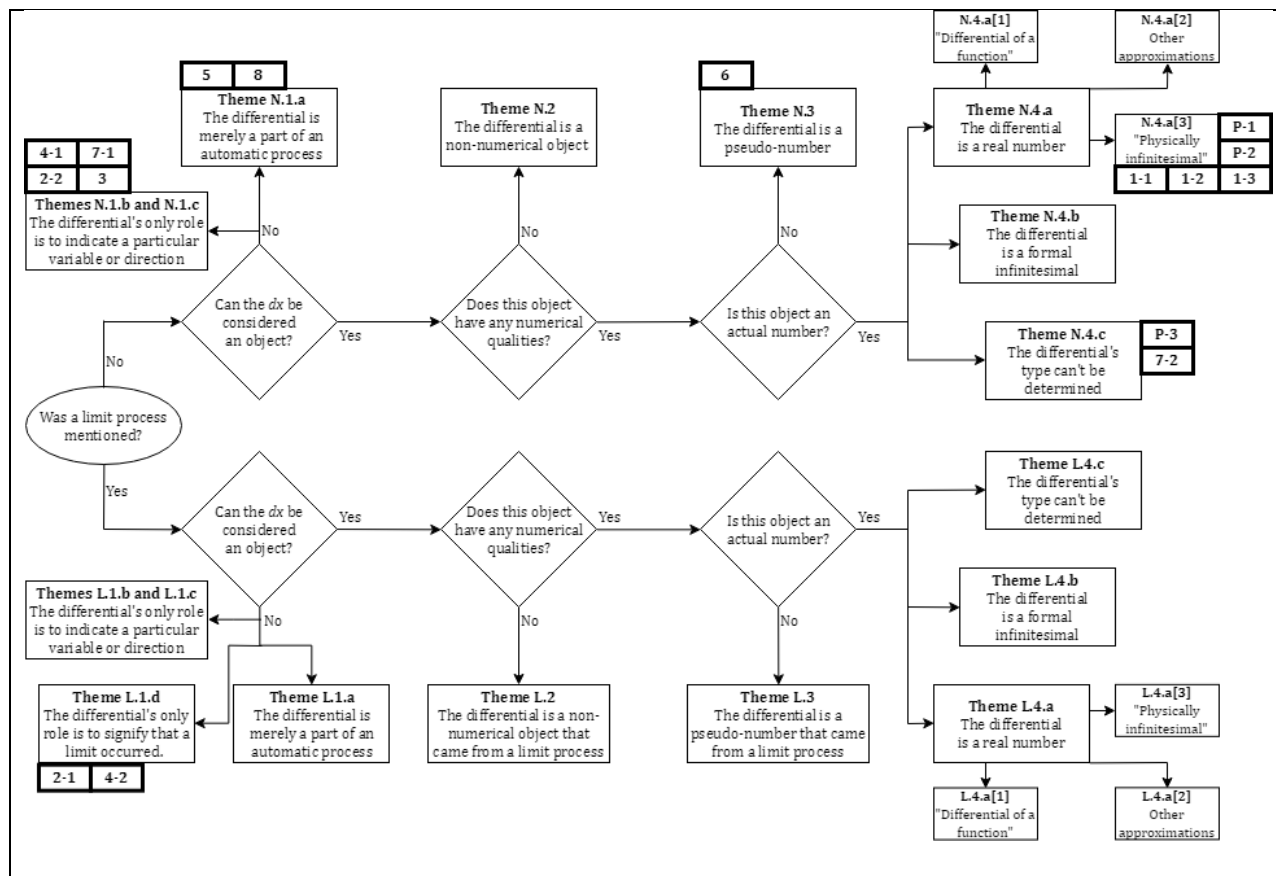 N.4.a[1]
"Differential of a
function"
N.4.a[2]
Other
approximations
5 8
Theme N.1.a
The differential is
merely a part of an
automatic process
Theme N.2
The differential is a
non-numerical object
6
Theme N.3
The differential is a
pseudo-number
Theme N.4.a
The differential
is a real number
N.4.a[3]
"Physically
infinitesimal"
P-1
P-2
1-1 1-2 1-3
4-1 7-1
2-2 3
Themes N.1.b and N.1.c
The differential's only role
is to indicate a particular
variable or direction
No
No
No
Theme N.4.b
The differential
is a formal
infinitesimal
Can the dx be
considered
an object?
Yes
Does this object
have any numerical
qualities?
Yes
Is this object an
actual number?
Yes
Theme N.4.c
The differential's
type can't be
determined
P-3
7-2
No
Was a limit process
mentioned?
Yes
Can the dx be
considered
an object?
Yes
Does this object
have any numerical
qualities?
Yes
Is this object an
actual number?
Yes
Theme L.4.c
The differential's
type can't be
determined
Themes L.1.b and L.1.c
The differential's only role
is to indicate a particular
variable or direction
No
No
No
Theme L.4.b
The differential
is a formal
infinitesimal
Theme L.1.d
The differential's only
role is to signify that a
limit occurred.
2-1 4-2
Theme L.1.a
The differential is
merely a part of an
automatic process
Theme L.2
The differential is a non-
numerical object that
came from a limit process
Theme L.3
The differential is a
pseudo-number that came
from a limit process
Theme L.4.a
The differential
is a real number
L.4.a[3]
"Physically
infinitesimal"
L.4.a[1]
"Differential of a
function"
L.4.a[2]
Other
approximations